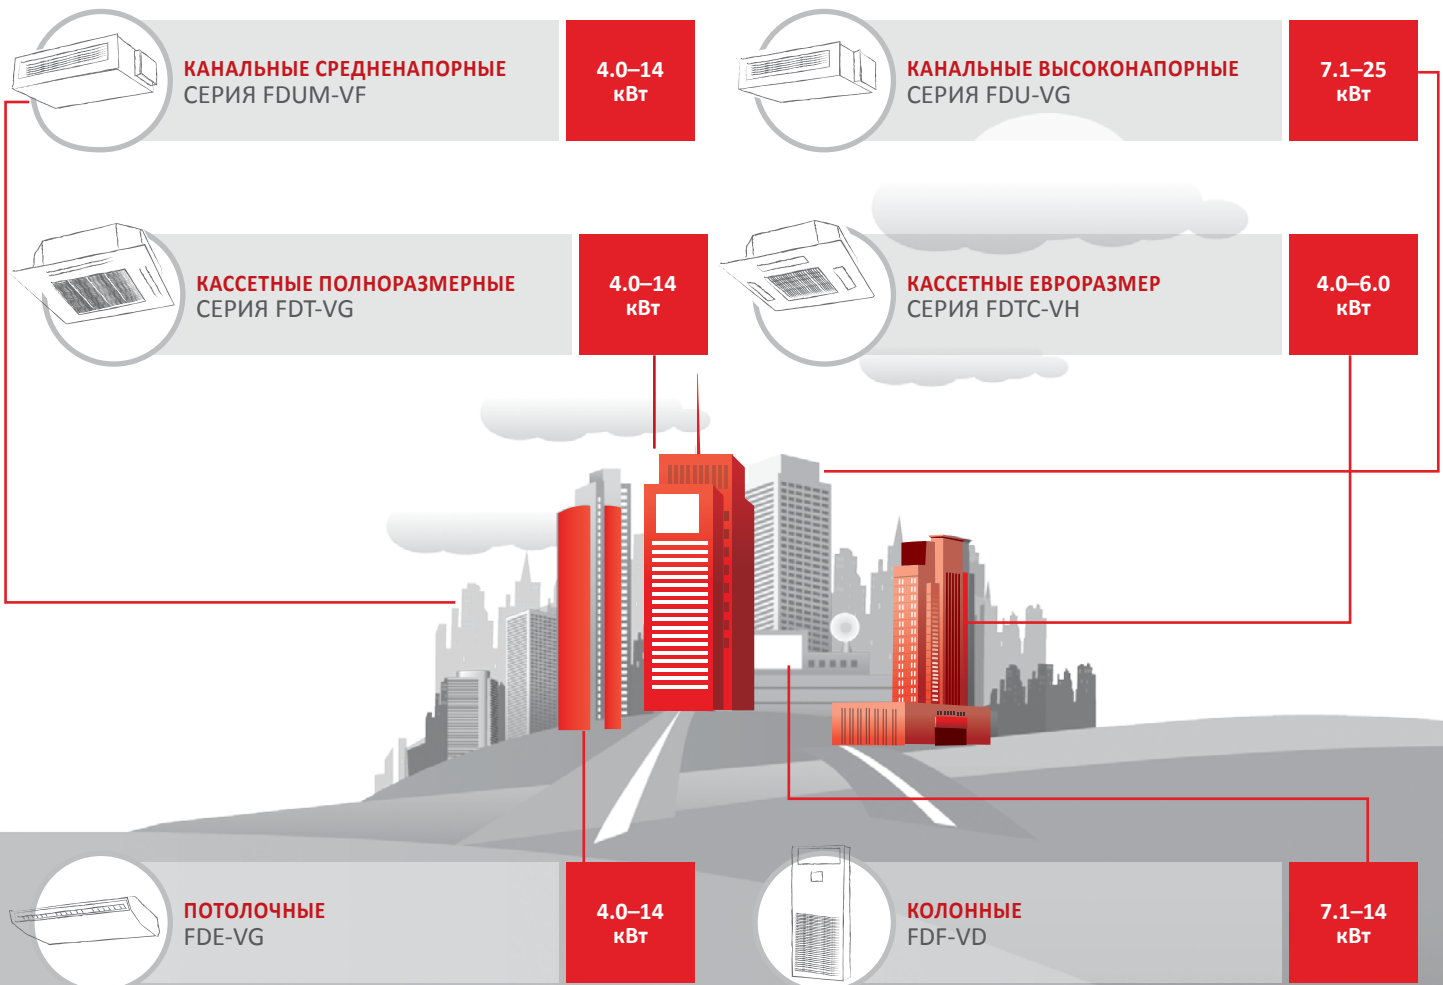 КАНАЛЬНЫЕ СРЕДНЕНАПОРНЫЕ
СЕРИЯ FDUM-VF
4.0–14
кВт
КАНАЛЬНЫЕ ВЫСОКОНАПОРНЫЕ
СЕРИЯ FDU-VG
7.1–25
кВт
КАССЕТНЫЕ ПОЛНОРАЗМЕРНЫЕ
СЕРИЯ FDT-VG
4.0–14
кВт
КАССЕТНЫЕ ЕВРОРАЗМЕР
СЕРИЯ FDTC-VH
4.0–6.0
кВт
ПОТОЛОЧНЫЕ
FDE-VG
4.0–14
кВт
КОЛОННЫЕ
FDF-VD
7.1–14
кВт